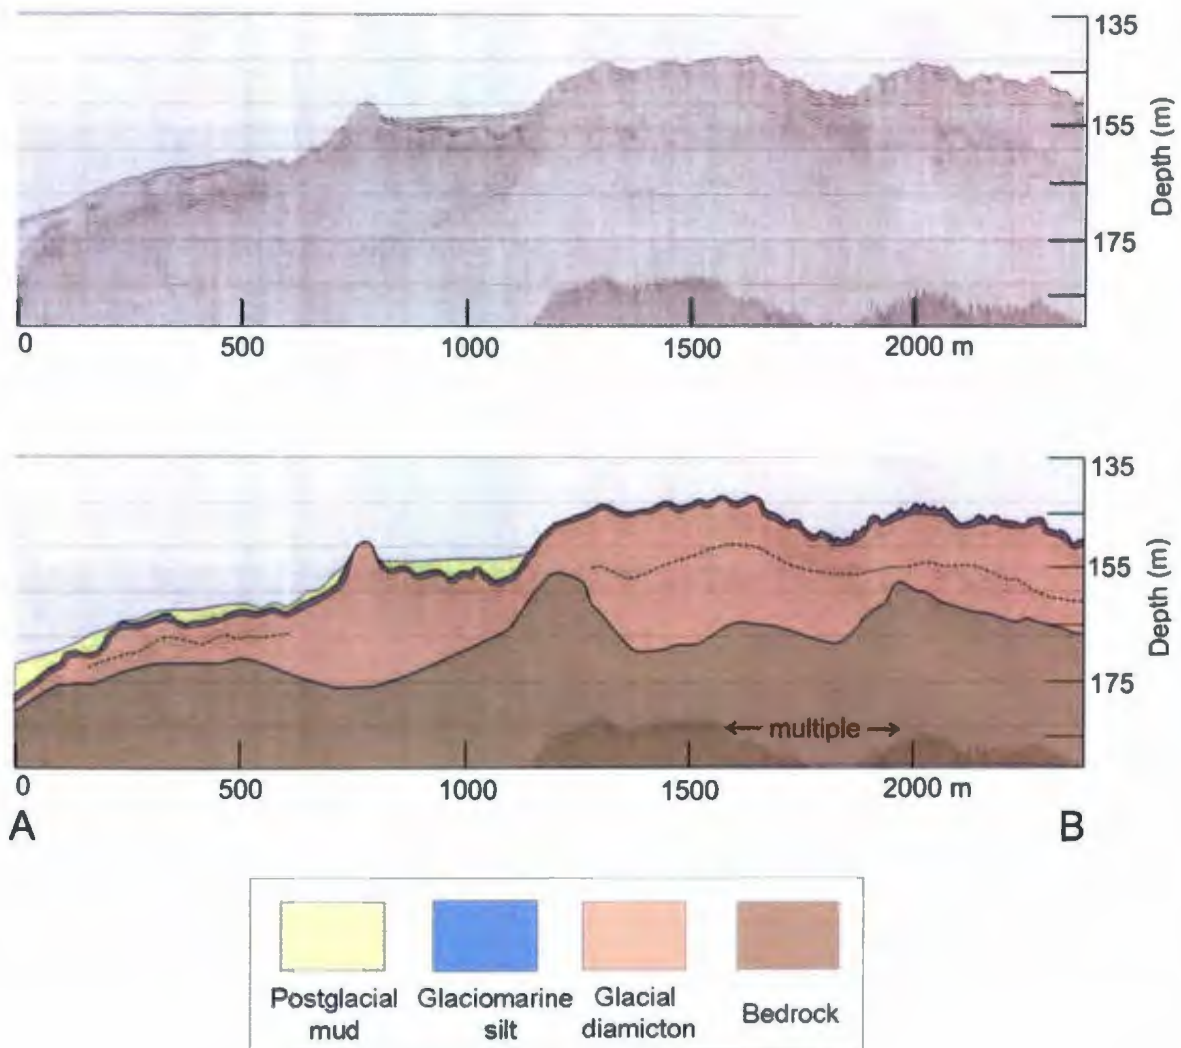 135
155
175
Depth (m)
0
500
1000
1500
2000 m
135
155
175
Depth (m)
multiple
0
500
1000
1500
2000 m
A
B
Postglacial
mud
Glaciomarine
silt
Glacial
diamicton
Bedrock